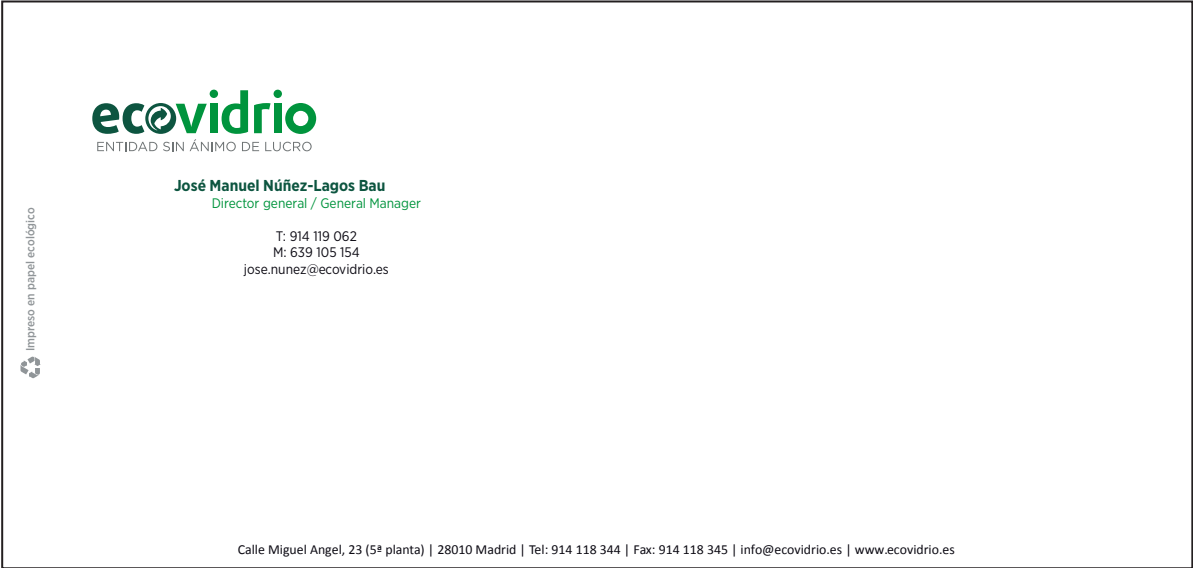 ecovidrio
ENTIDAD SIN ÁNIMO DE LUCRO
José Manuel Núñez-Lagos Bau
Director general / General Manager
T: 914 119 062
M: 639 105 154
jose.nunez@ecovidrio.es
Impreso en papel ecológico
Calle Miguel Angel, 23 (5ª planta) | 28010 Madrid | Tel: 914 118 344 | Fax: 914 118 345 | info@ecovidrio.es | www.ecovidrio.es